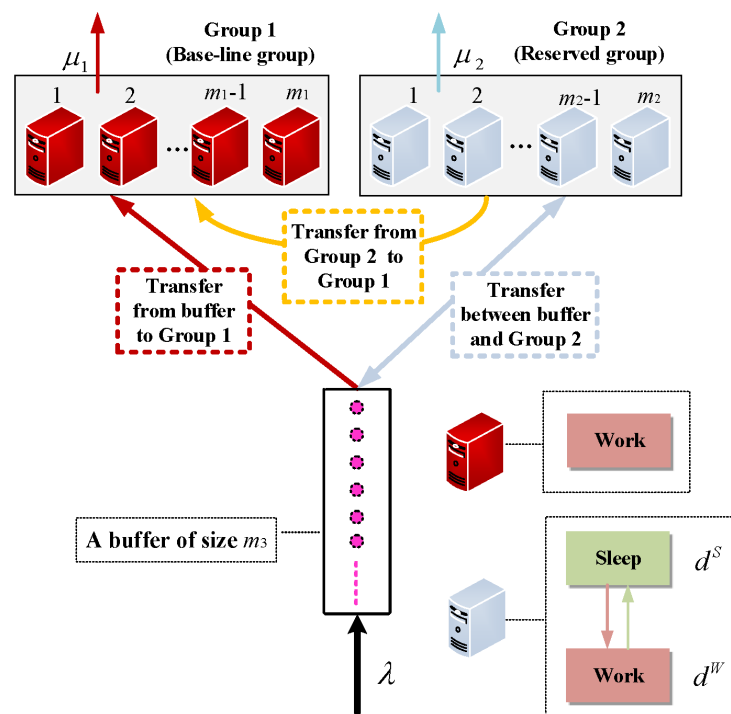 Group 1
(Base-line group)
μ₁
Group 2
(Reserved group)
μ₂
1 2 m₁-1 m₁
...
1 2 m₂-1 m₂
...
Transfer from
Group 2 to
Group 1
Transfer
from buffer
to Group 1
Transfer
between buffer
and Group 2
Work
A buffer of size m₃
Sleep
dˢ
Work
dᵂ
λ